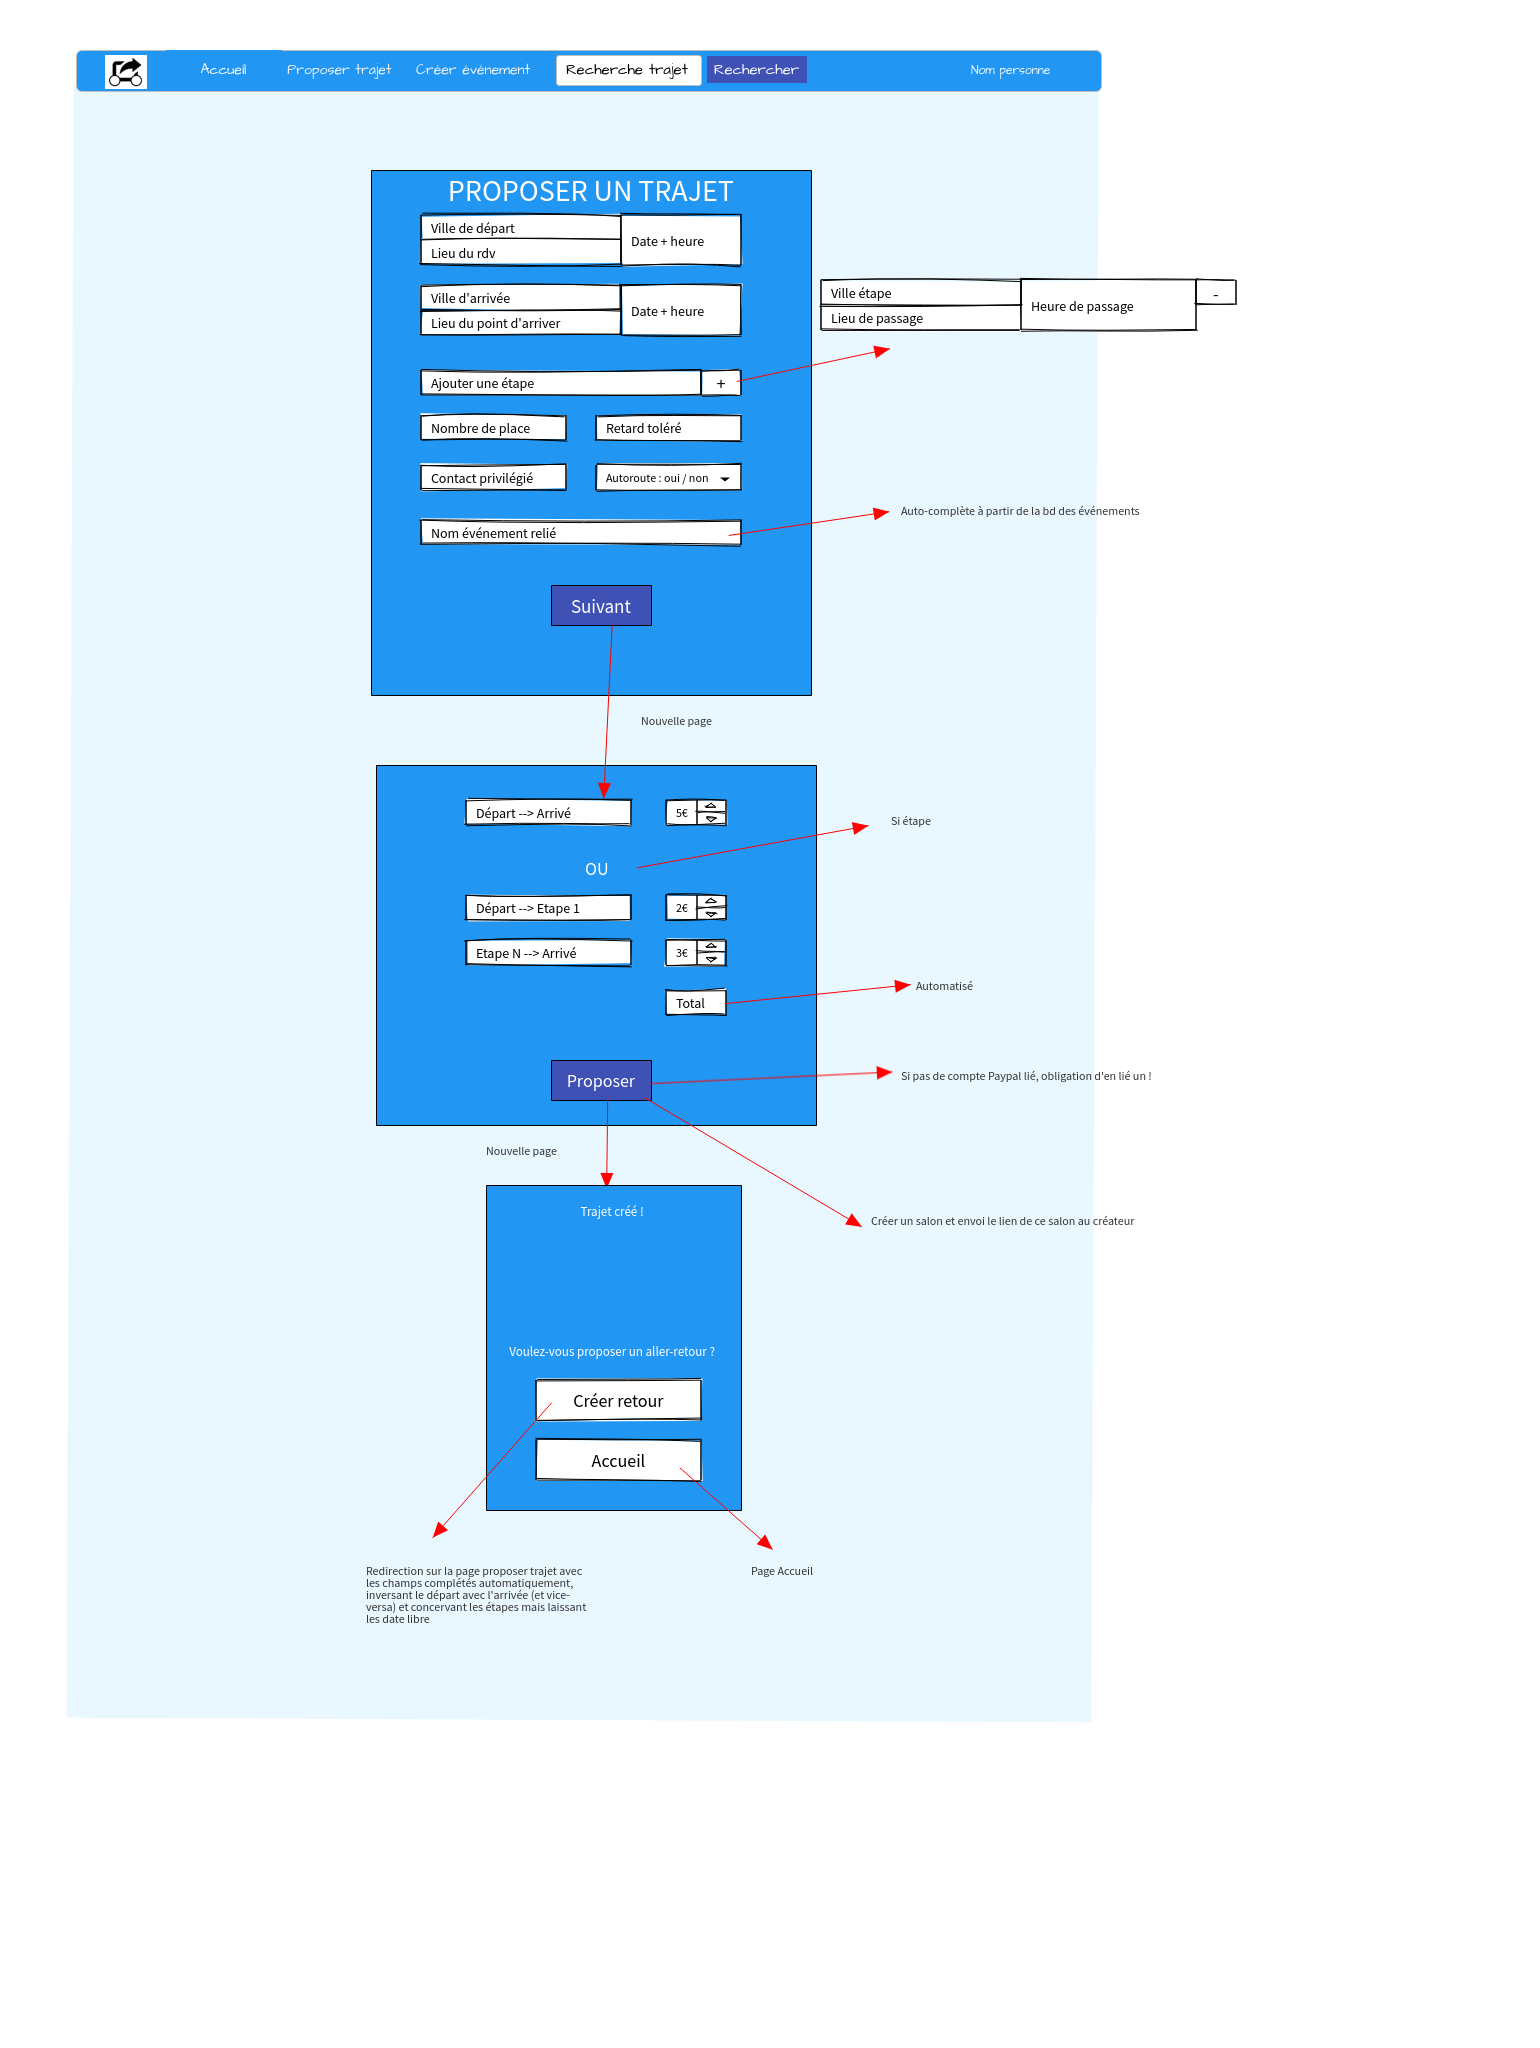 Accueil
Proposer trajet
Créer événement
Recherche trajet
Rechercher
Nom personne
PROPOSER UN TRAJET
Ville de départ
Lieu du rdv
Date + heure
Ville d'arrivée
Lieu du point d'arriver
Date + heure
Ville étape
Lieu de passage
Heure de passage
-
Ajouter une étape
+
Nombre de place
Retard toléré
Contact privilégié
Autoroute : oui / non
Nom événement relié
Auto-complète à partir de la bd des événements
Suivant
Nouvelle page
Départ --> Arrivé
5€
Si étape
OU
Départ --> Etape 1
2€
Etape N --> Arrivé
3€
Total
Automatisé
Proposer
Si pas de compte Paypal lié, obligation d'en lié un !
Nouvelle page
Trajet créé !
Créer un salon et envoi le lien de ce salon au créateur
Voulez-vous proposer un aller-retour ?
Créer retour
Accueil
Redirection sur la page proposer trajet avec
les champs complétés automatiquement,
inversant le départ avec l'arrivée (et vice-
versa) et concervant les étapes mais laissant
les date libre
Page Accueil